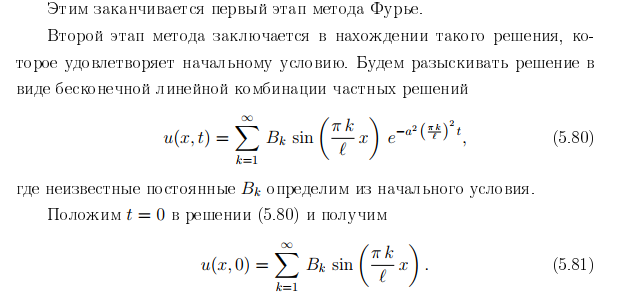 Этим заканчивается первый этап метода Фурье.
Второй этап метода заключается в нахождении такого решения, ко-
торое удовлетворяет начальному условию. Будем разыскивать решение в
виде бесконечной линейной комбинации частных решений
u(x, t) = ∑_{k=1}^{∞} B_k sin (π k / ℓ x) e^{−a² (πk/ℓ)² t}, (5.80)
где неизвестные постоянные B_k определим из начального условия.
Положим t = 0 в решении (5.80) и получим
u(x, 0) = ∑_{k=1}^{∞} B_k sin (π k / ℓ x) . (5.81)